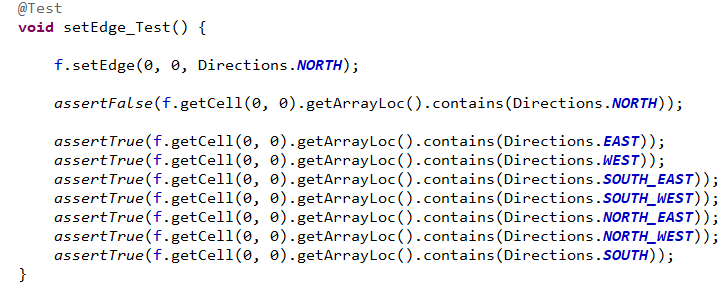 @Test
void setEdge_Test() {
f.setEdge(0, 0, Directions.NORTH);
assertFalse(f.getCell(0, 0).getArrayLoc().contains(Directions.NORTH));
assertTrue(f.getCell(0, 0).getArrayLoc().contains(Directions.EAST));
assertTrue(f.getCell(0, 0).getArrayLoc().contains(Directions.WEST));
assertTrue(f.getCell(0, 0).getArrayLoc().contains(Directions.SOUTH_EAST));
assertTrue(f.getCell(0, 0).getArrayLoc().contains(Directions.SOUTH_WEST));
assertTrue(f.getCell(0, 0).getArrayLoc().contains(Directions.NORTH_EAST));
assertTrue(f.getCell(0, 0).getArrayLoc().contains(Directions.NORTH_WEST));
assertTrue(f.getCell(0, 0).getArrayLoc().contains(Directions.SOUTH));
}